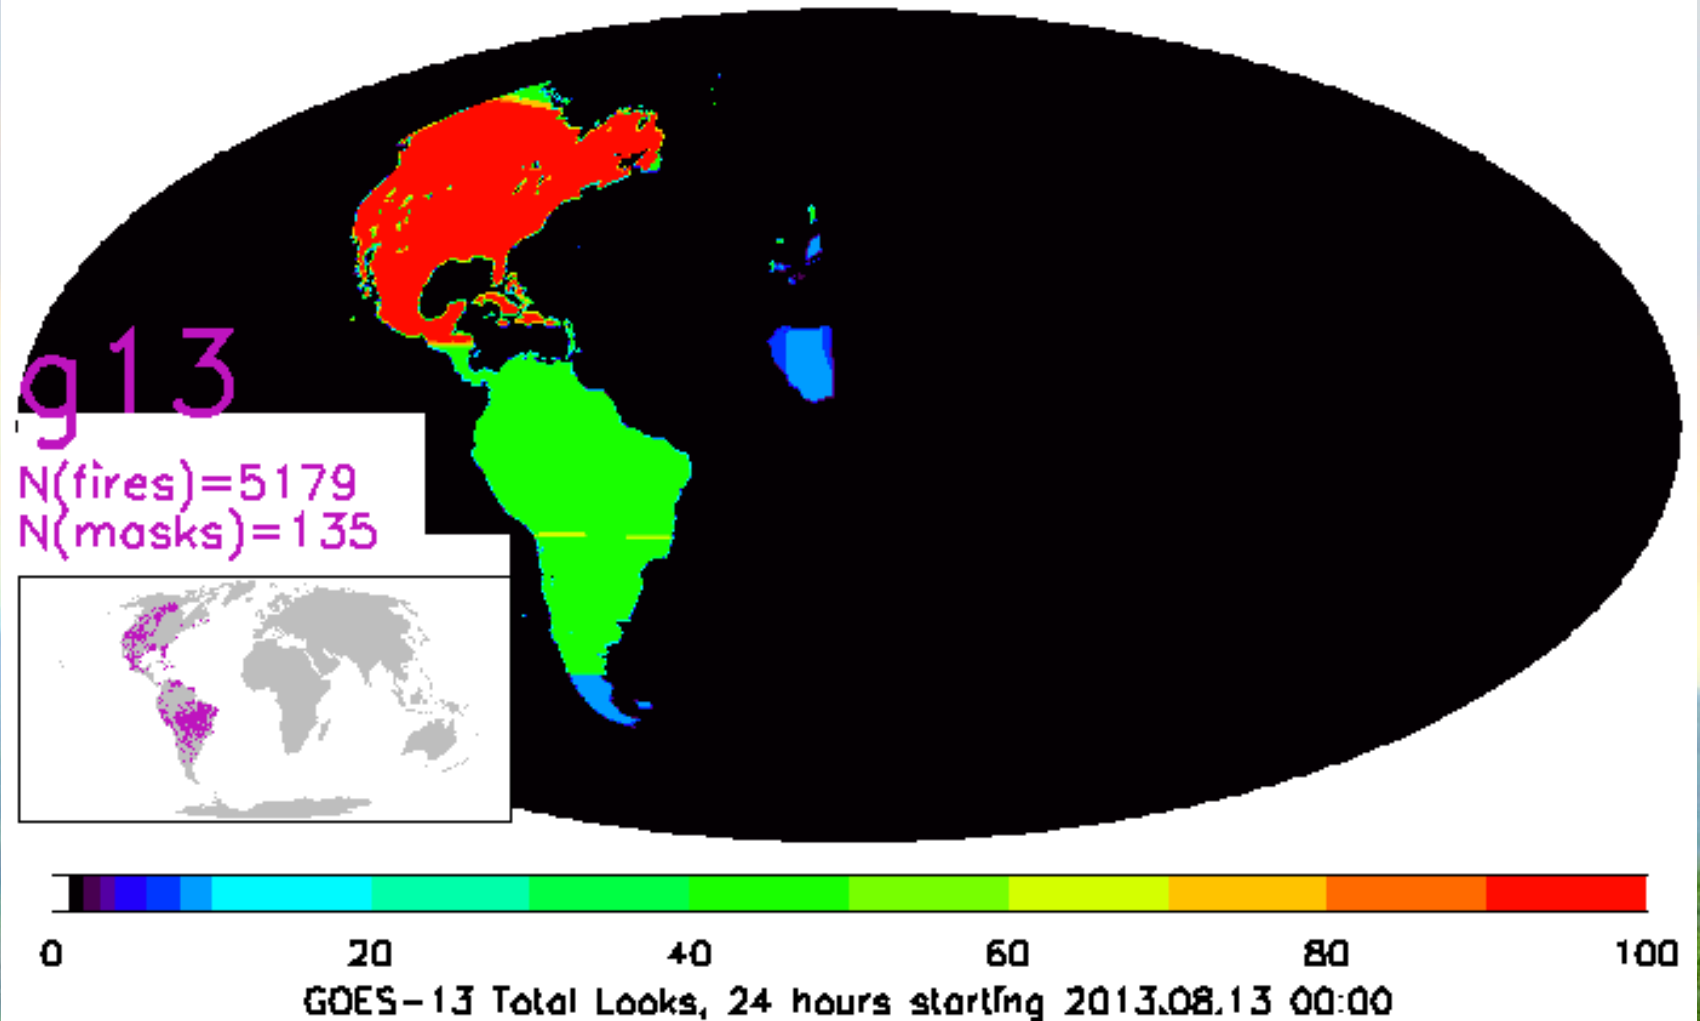 g13
N(fires)=5179
N(masks)=135
0 20 40 60 80 100
GOES-13 Total Looks, 24 hours starting 2013.08.13 00:00